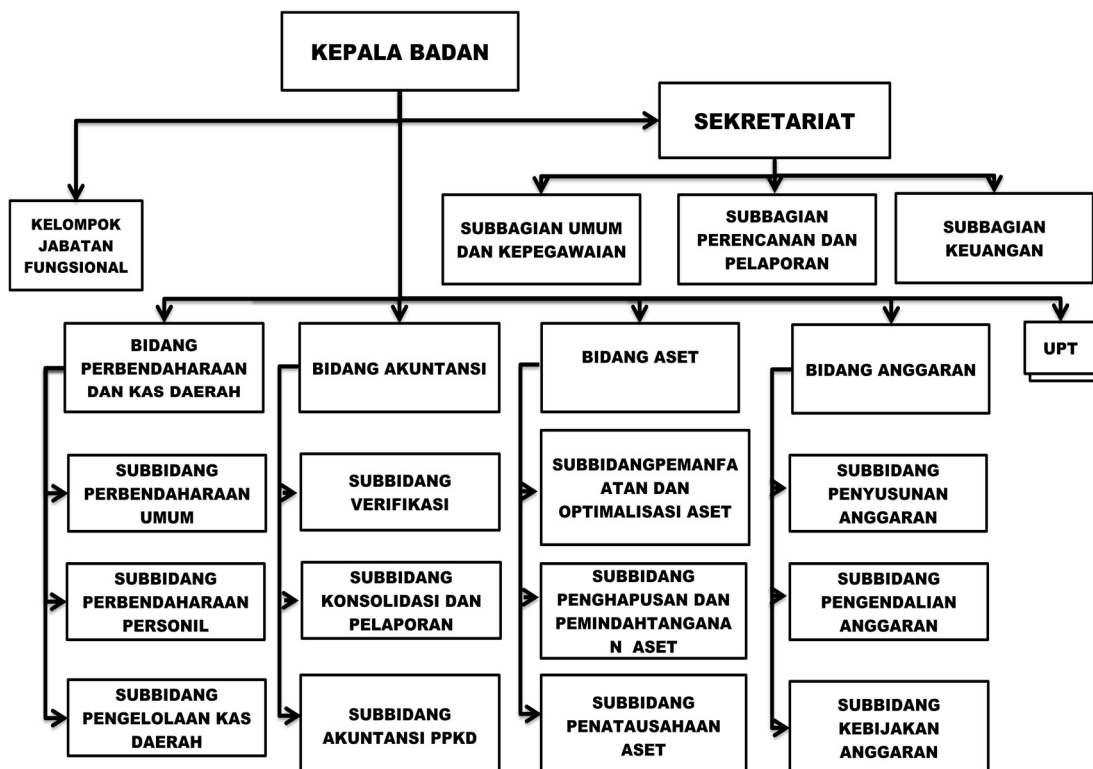 KEPALA BADAN
SEKRETARIAT
KELOMPOK
JABATAN
FUNGSIONAL
SUBBAGIAN UMUM
DAN KEPEGAWAIAN
SUBBAGIAN
PERENCANAN DAN
PELAPORAN
SUBBAGIAN
KEUANGAN
BIDANG
PERBENDAHARAAN
DAN KAS DAERAH
BIDANG AKUNTANSI
BIDANG ASET
BIDANG ANGGARAN
UPT
SUBBIDANG
PERBENDAHARAAN
UMUM
SUBBIDANG
VERIFIKASI
SUBBIDANGPEMANFA
ATAN DAN
OPTIMALISASI ASET
SUBBIDANG
PENYUSUNAN
ANGGARAN
SUBBIDANG
PERBENDAHARAAN
PERSONIL
SUBBIDANG
KONSOLIDASI DAN
PELAPORAN
SUBBIDANG
PENGHAPUSAN DAN
PEMINDAHTANGANA
N ASET
SUBBIDANG
PENGENDALIAN
ANGGARAN
SUBBIDANG
PENGELOLAAN KAS
DAERAH
SUBBIDANG
AKUNTANSI PPKD
SUBBIDANG
PENATAUSAHAAN
ASET
SUBBIDANG
KEBIJAKAN
ANGGARAN